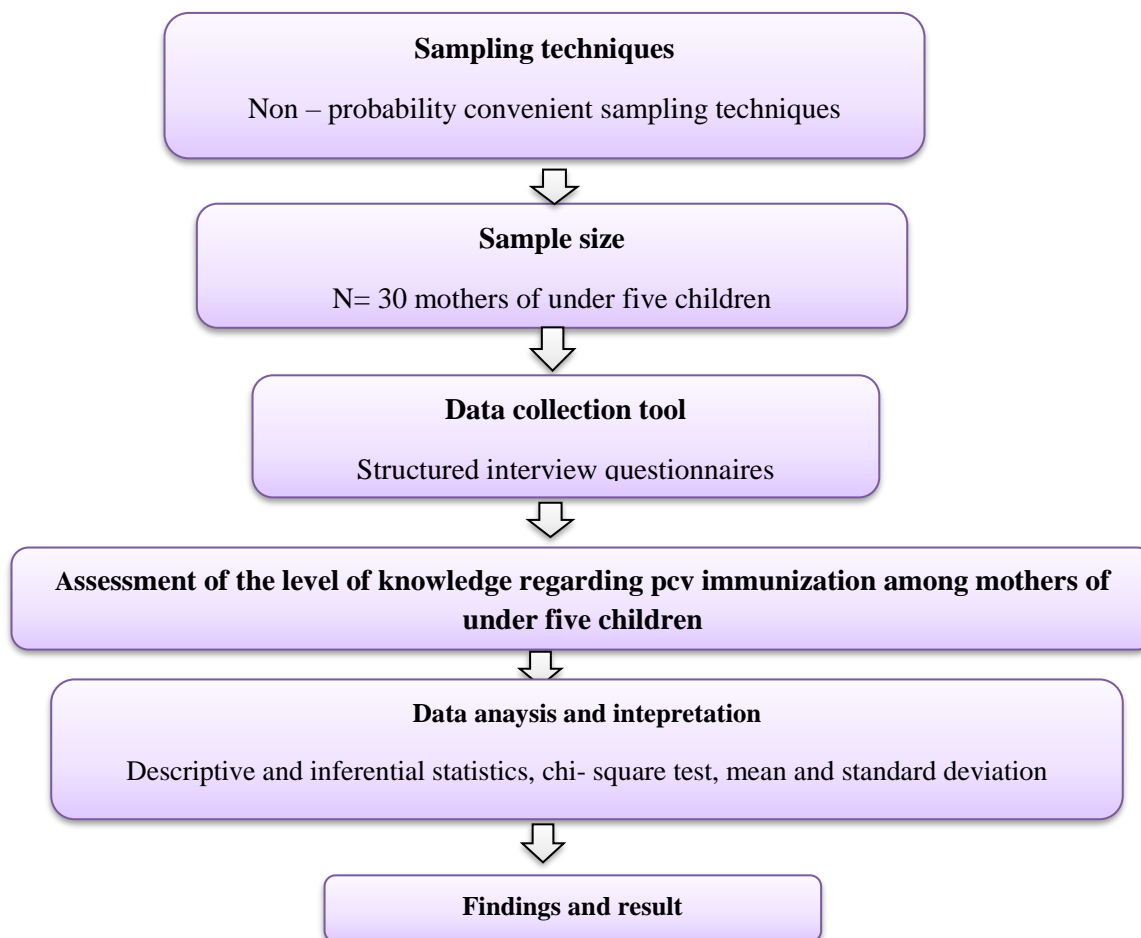 Sampling techniques
Non – probability convenient sampling techniques
Sample size
N= 30 mothers of under five children
Data collection tool
Structured interview questionnaires
Assessment of the level of knowledge regarding pcv immunization among mothers of
under five children
Data anaysis and intepretation
Descriptive and inferential statistics, chi- square test, mean and standard deviation
Findings and result